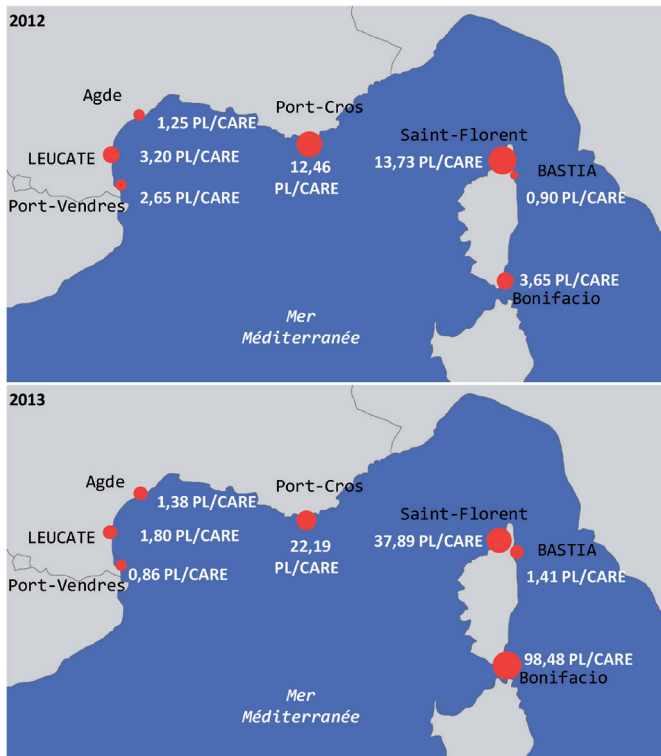 2012
Agde
1,25 PL/CARE
Port-Cros
12,46
PL/CARE
LEUCATE
3,20 PL/CARE
Port-Vendres
2,65 PL/CARE
Saint-Florent
13,73 PL/CARE
BASTIA
0,90 PL/CARE
3,65 PL/CARE
Bonifacio
Mer
Méditerranée
2013
Agde
1,38 PL/CARE
Port-Cros
22,19
PL/CARE
LEUCATE
1,80 PL/CARE
Port-Vendres
0,86 PL/CARE
Saint-Florent
37,89 PL/CARE
BASTIA
1,41 PL/CARE
98,48 PL/CARE
Bonifacio
Mer
Méditerranée